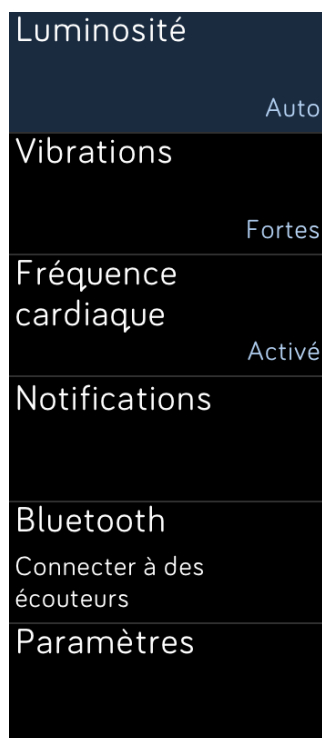 Luminosité
Auto
Vibrations
Fortes
Fréquence
cardiaque
Activé
Notifications
Bluetooth
Connecter à des
écouteurs
Paramètres